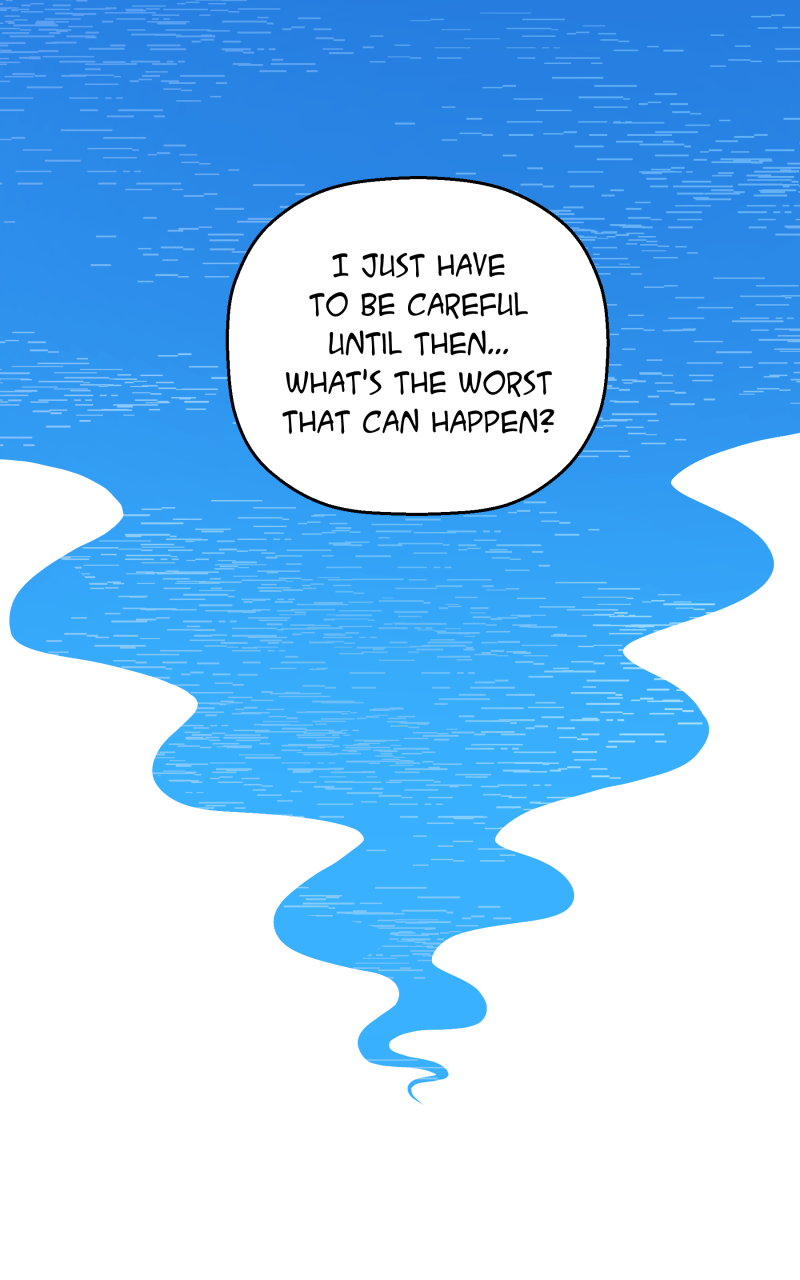 I JUST HAVE
TO BE CAREFUL
UNTIL THEN...
WHAT'S THE WORST
THAT CAN HAPPEN?